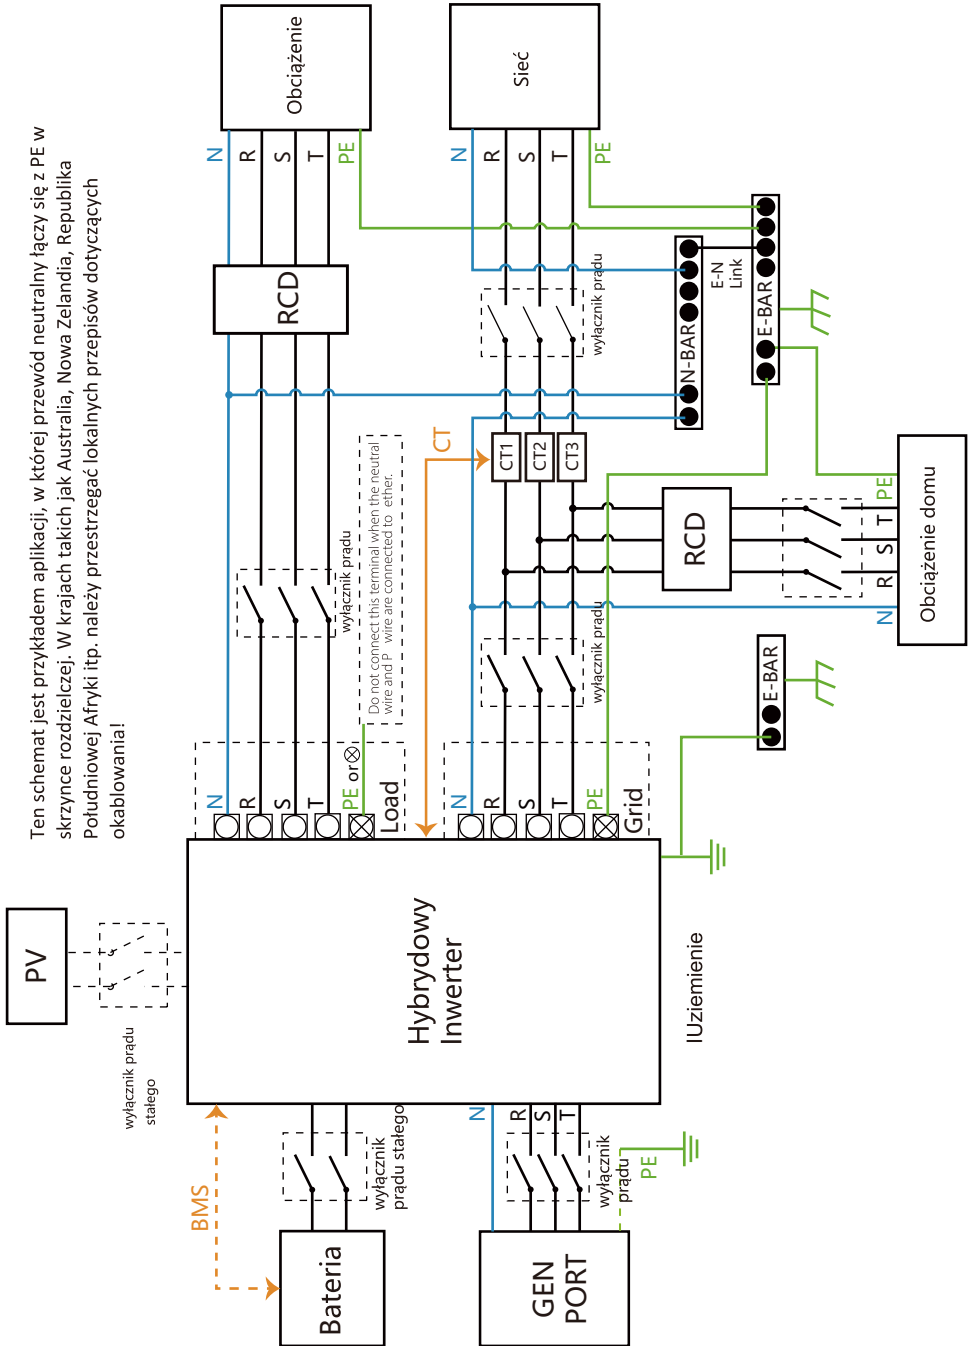 Ten schemat jest przykładem aplikacji, w której przewód neutralny łączy się z PE w
skrzynce rozdzielczej. W krajach takich jak Australia, Nowa Zelandia, Republika
Południowej Afryki itp. należy przestrzegać lokalnych przepisów dotyczących
okablowania!
Obciążenie
N
R
S
T
PE
RCD
Sieć
N
R
S
T
PE
wyłącznik prądu
E-N
Link
N-BAR
E-BAR
CT
CT1
CT2
CT3
RCD
Obciążenie domu
PE
T
S
R
N
wyłącznik prądu
Do not connect this terminal when the neutral
wire and P wire are connected to ether.
wyłącznik prądu
E-BAR
N
R
S
T
PE or
Load
N
R
S
T
PE
Grid
PV
wyłącznik prądu
stałego
Hybrydowy
Inwerter
IUziemienie
BMS
wyłącznik
prądu stałego
Bateria
N
R
S
T
wyłącznik
prądu
PE
GEN
PORT